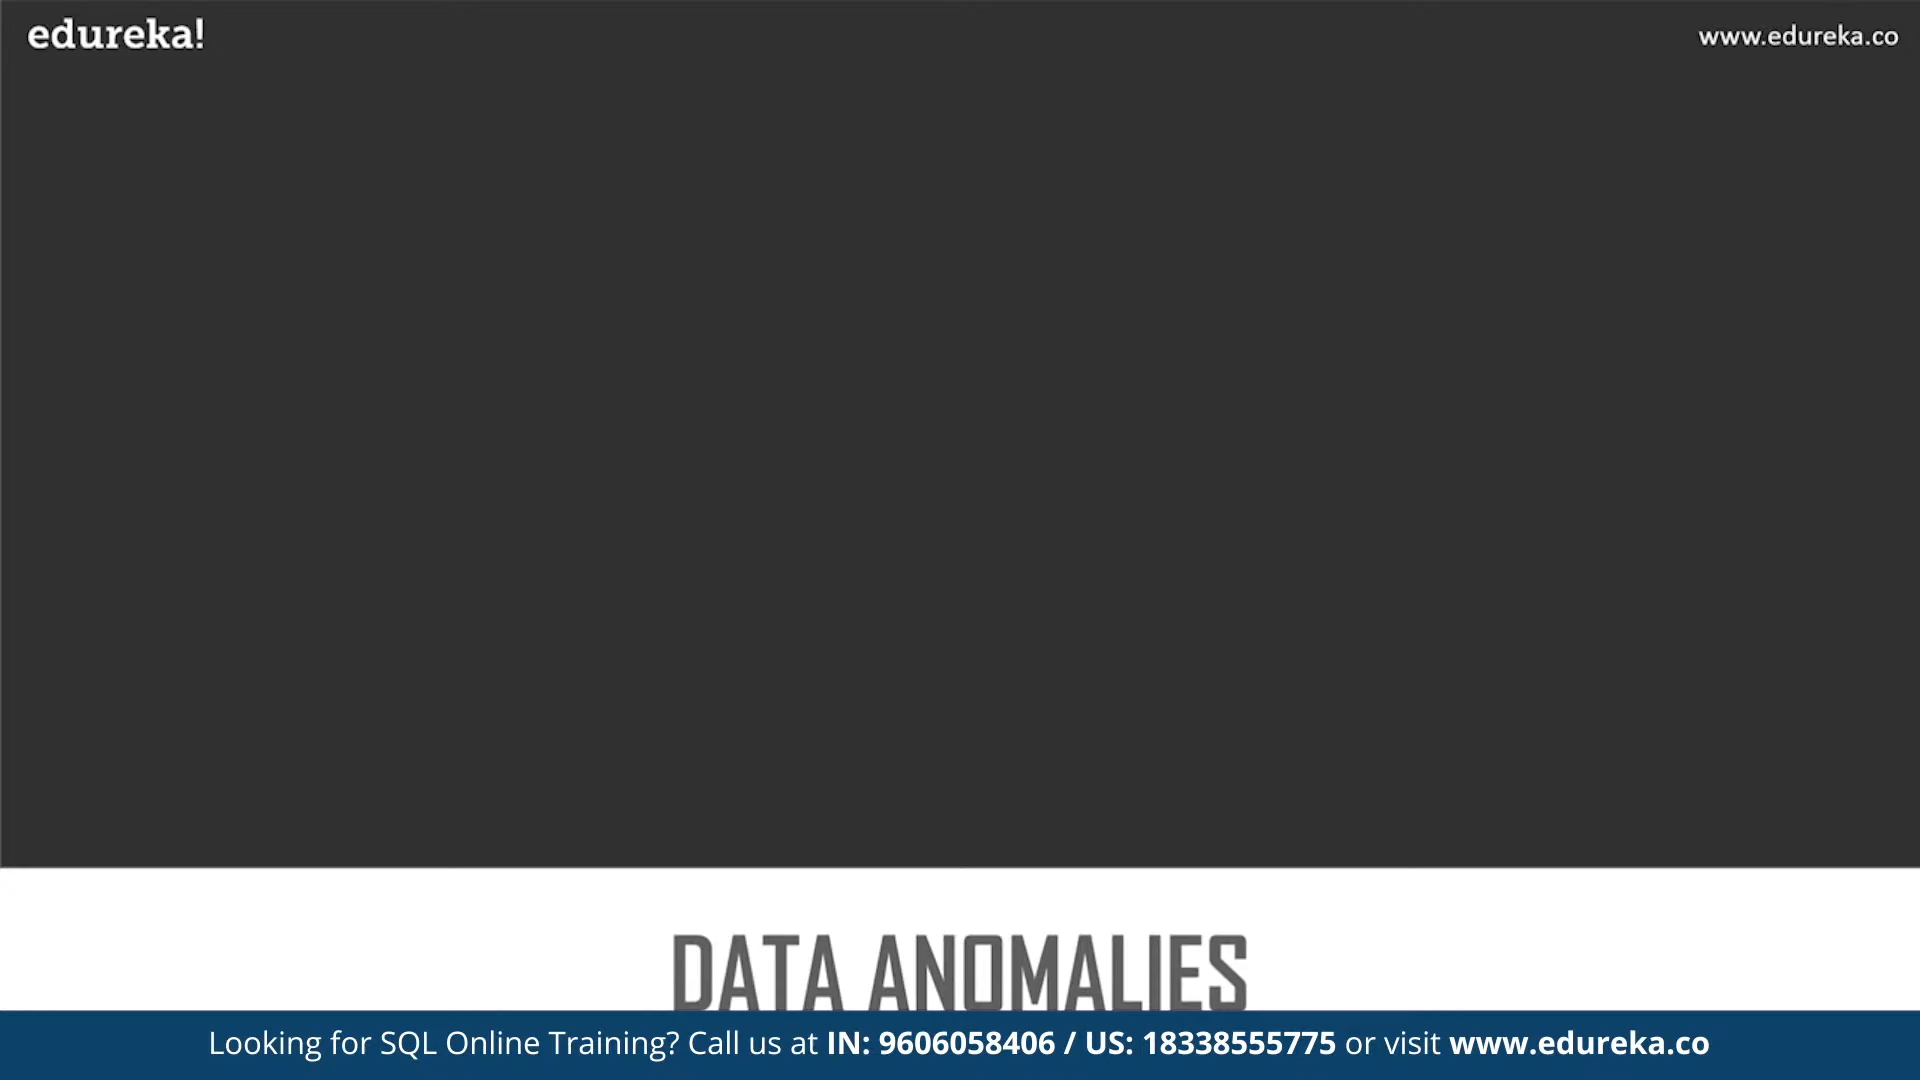 edureka!
www.edureka.co
DATA ANOMALIES
Looking for SQL Online Training? Call us at IN: 9606058406 / US: 18338555775 or visit www.edureka.co